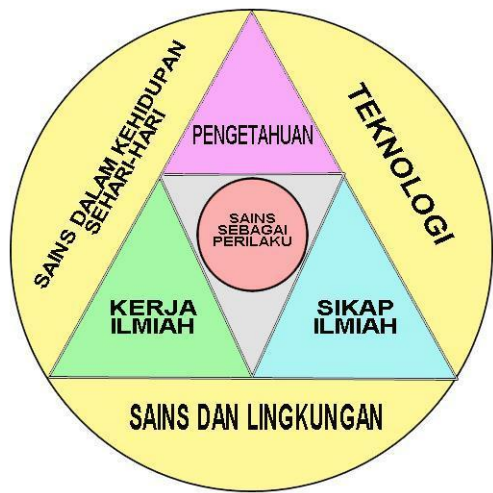 SAINS DALAM KEHIDUPAN
SEHARI-HARI
TEKNOLOGI
PENGETAHUAN
SAINS
SEBAGAI
PERILAKU
KERJA
ILMIAH
SIKAP
ILMIAH
SAINS DAN LINGKUNGAN